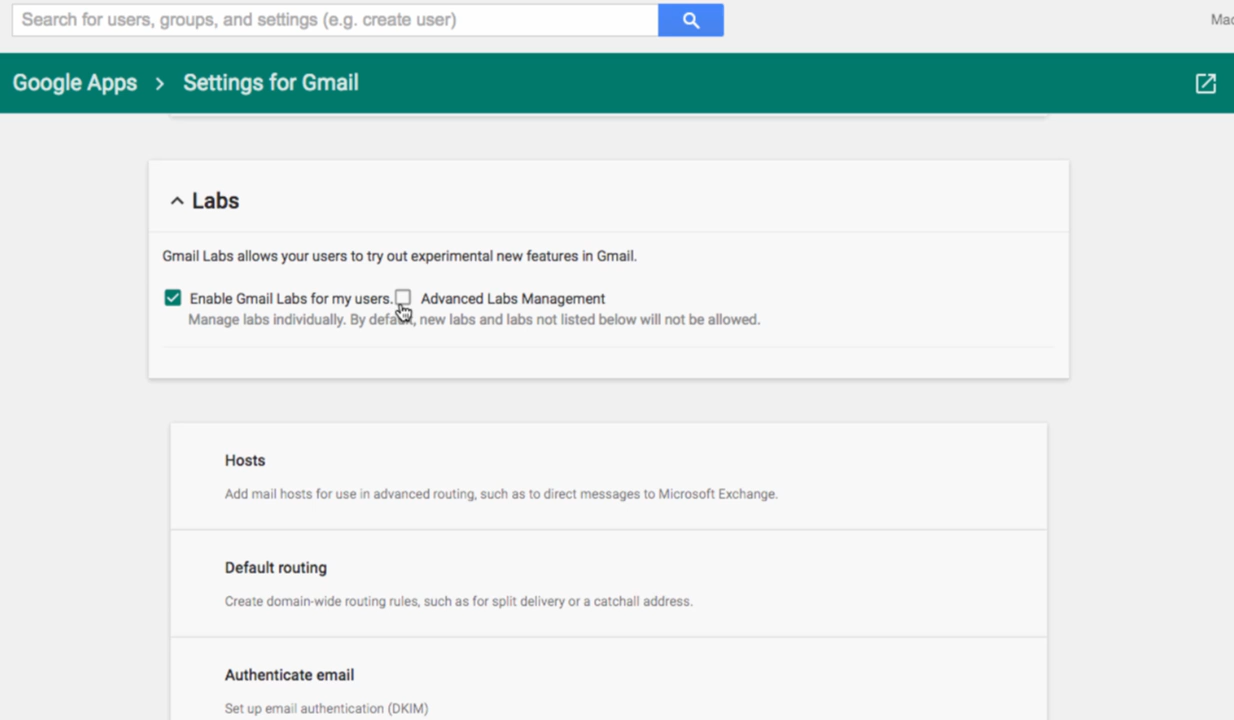 Search for users, groups, and settings (e.g. create user)
Google Apps > Settings for Gmail
Labs
Gmail Labs allows your users to try out experimental new features in Gmail.
Enable Gmail Labs for my users. Advanced Labs Management
Manage labs individually. By default, new labs and labs not listed below will not be allowed.
Hosts
Add mail hosts for use in advanced routing, such as to direct messages to Microsoft Exchange.
Default routing
Create domain-wide routing rules, such as for split delivery or a catchall address.
Authenticate email
Set up email authentication (DKIM)